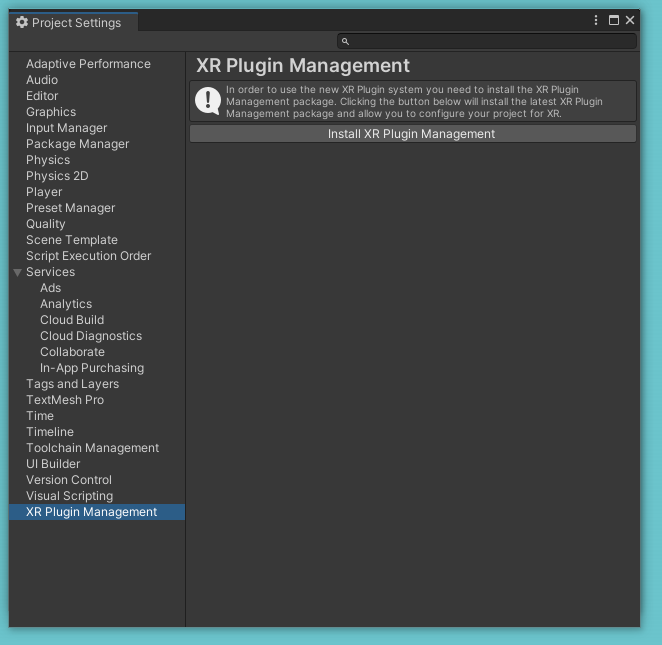 Project Settings
Adaptive Performance
Audio
Editor
Graphics
Input Manager
Package Manager
Physics
Physics 2D
Player
Preset Manager
Quality
Scene Template
Script Execution Order
Services
Ads
Analytics
Cloud Build
Cloud Diagnostics
Collaborate
In-App Purchasing
Tags and Layers
TextMesh Pro
Time
Timeline
Toolchain Management
UI Builder
Version Control
Visual Scripting
XR Plugin Management
XR Plugin Management
In order to use the new XR Plugin system you need to install the XR Plugin
Management package. Clicking the button below will install the latest XR Plugin
Management package and allow you to configure your project for XR.
Install XR Plugin Management